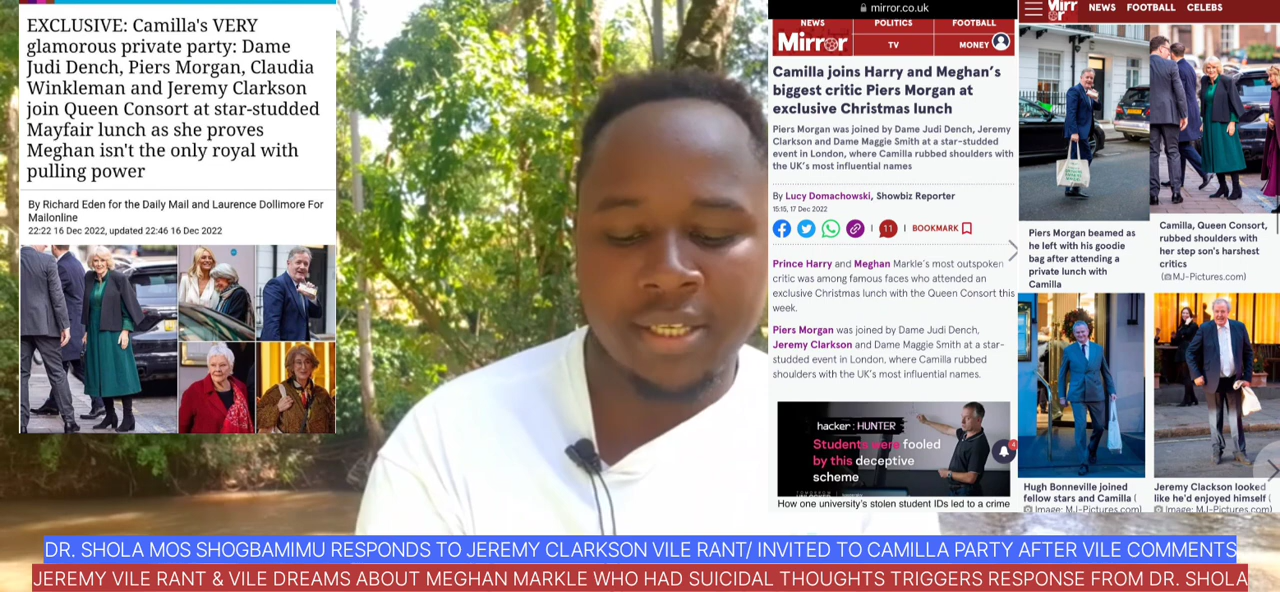 EXCLUSIVE: Camilla's VERY
glamorous private party: Dame
Judi Dench, Piers Morgan, Claudia
Winkleman and Jeremy Clarkson
join Queen Consort at star-studded
Mayfair lunch as she proves
Meghan isn't the only royal with
pulling power
By Richard Eden for the Daily Mail and Laurence Dollimore For
Mailonline
22:22 16 Dec 2022, updated 22:46 16 Dec 2022
mirror.co.uk
NEWS POLITICS FOOTBALL
Mirror TV MONEY
Camilla joins Harry and Meghan's
biggest critic Piers Morgan at
exclusive Christmas lunch
Piers Morgan was joined by Dame Judi Dench, Jeremy
Clarkson and Dame Maggie Smith at a star-studded
event in London, where Camilla rubbed shoulders with
the UK's most influential names
By Lucy Domachowski, Showbiz Reporter
15:15, 17 Dec 2022
11 BOOKMARK
Prince Harry and Meghan Markle's most outspoken
critic was among famous faces who attended an
exclusive Christmas lunch with the Queen Consort this
week.
Piers Morgan was joined by Dame Judi Dench,
Jeremy Clarkson and Dame Maggie Smith at a star-
studded event in London, where Camilla rubbed
shoulders with the UK's most influential names.
hacker:HUNTER
Students were fooled
by this deceptive
scheme
4
How one university's stolen student IDs led to a crime
Mirror NEWS FOOTBALL CELEBS
Piers Morgan beamed as
he left with his goodie
bag after attending a
private lunch with
Camilla
Camilla, Queen Consort,
rubbed shoulders with
her step son's harshest
critics
(MJ-Pictures.com)
Hugh Bonneville joined
fellow stars and Camilla (
Image: MJ-Pictures.com)
Jeremy Clackson looked
like he'd enjoyed himself (
Image: MJ-Pictures.com)
DR. SHOLA MOS SHOGBAMIMU RESPONDS TO JEREMY CLARKSON VILE RANT/ INVITED TO CAMILLA PARTY AFTER VILE COMMENTS
JEREMY VILE RANT & VILE DREAMS ABOUT MEGHAN MARKLE WHO HAD SUICIDAL THOUGHTS TRIGGERS RESPONSE FROM DR. SHOLA